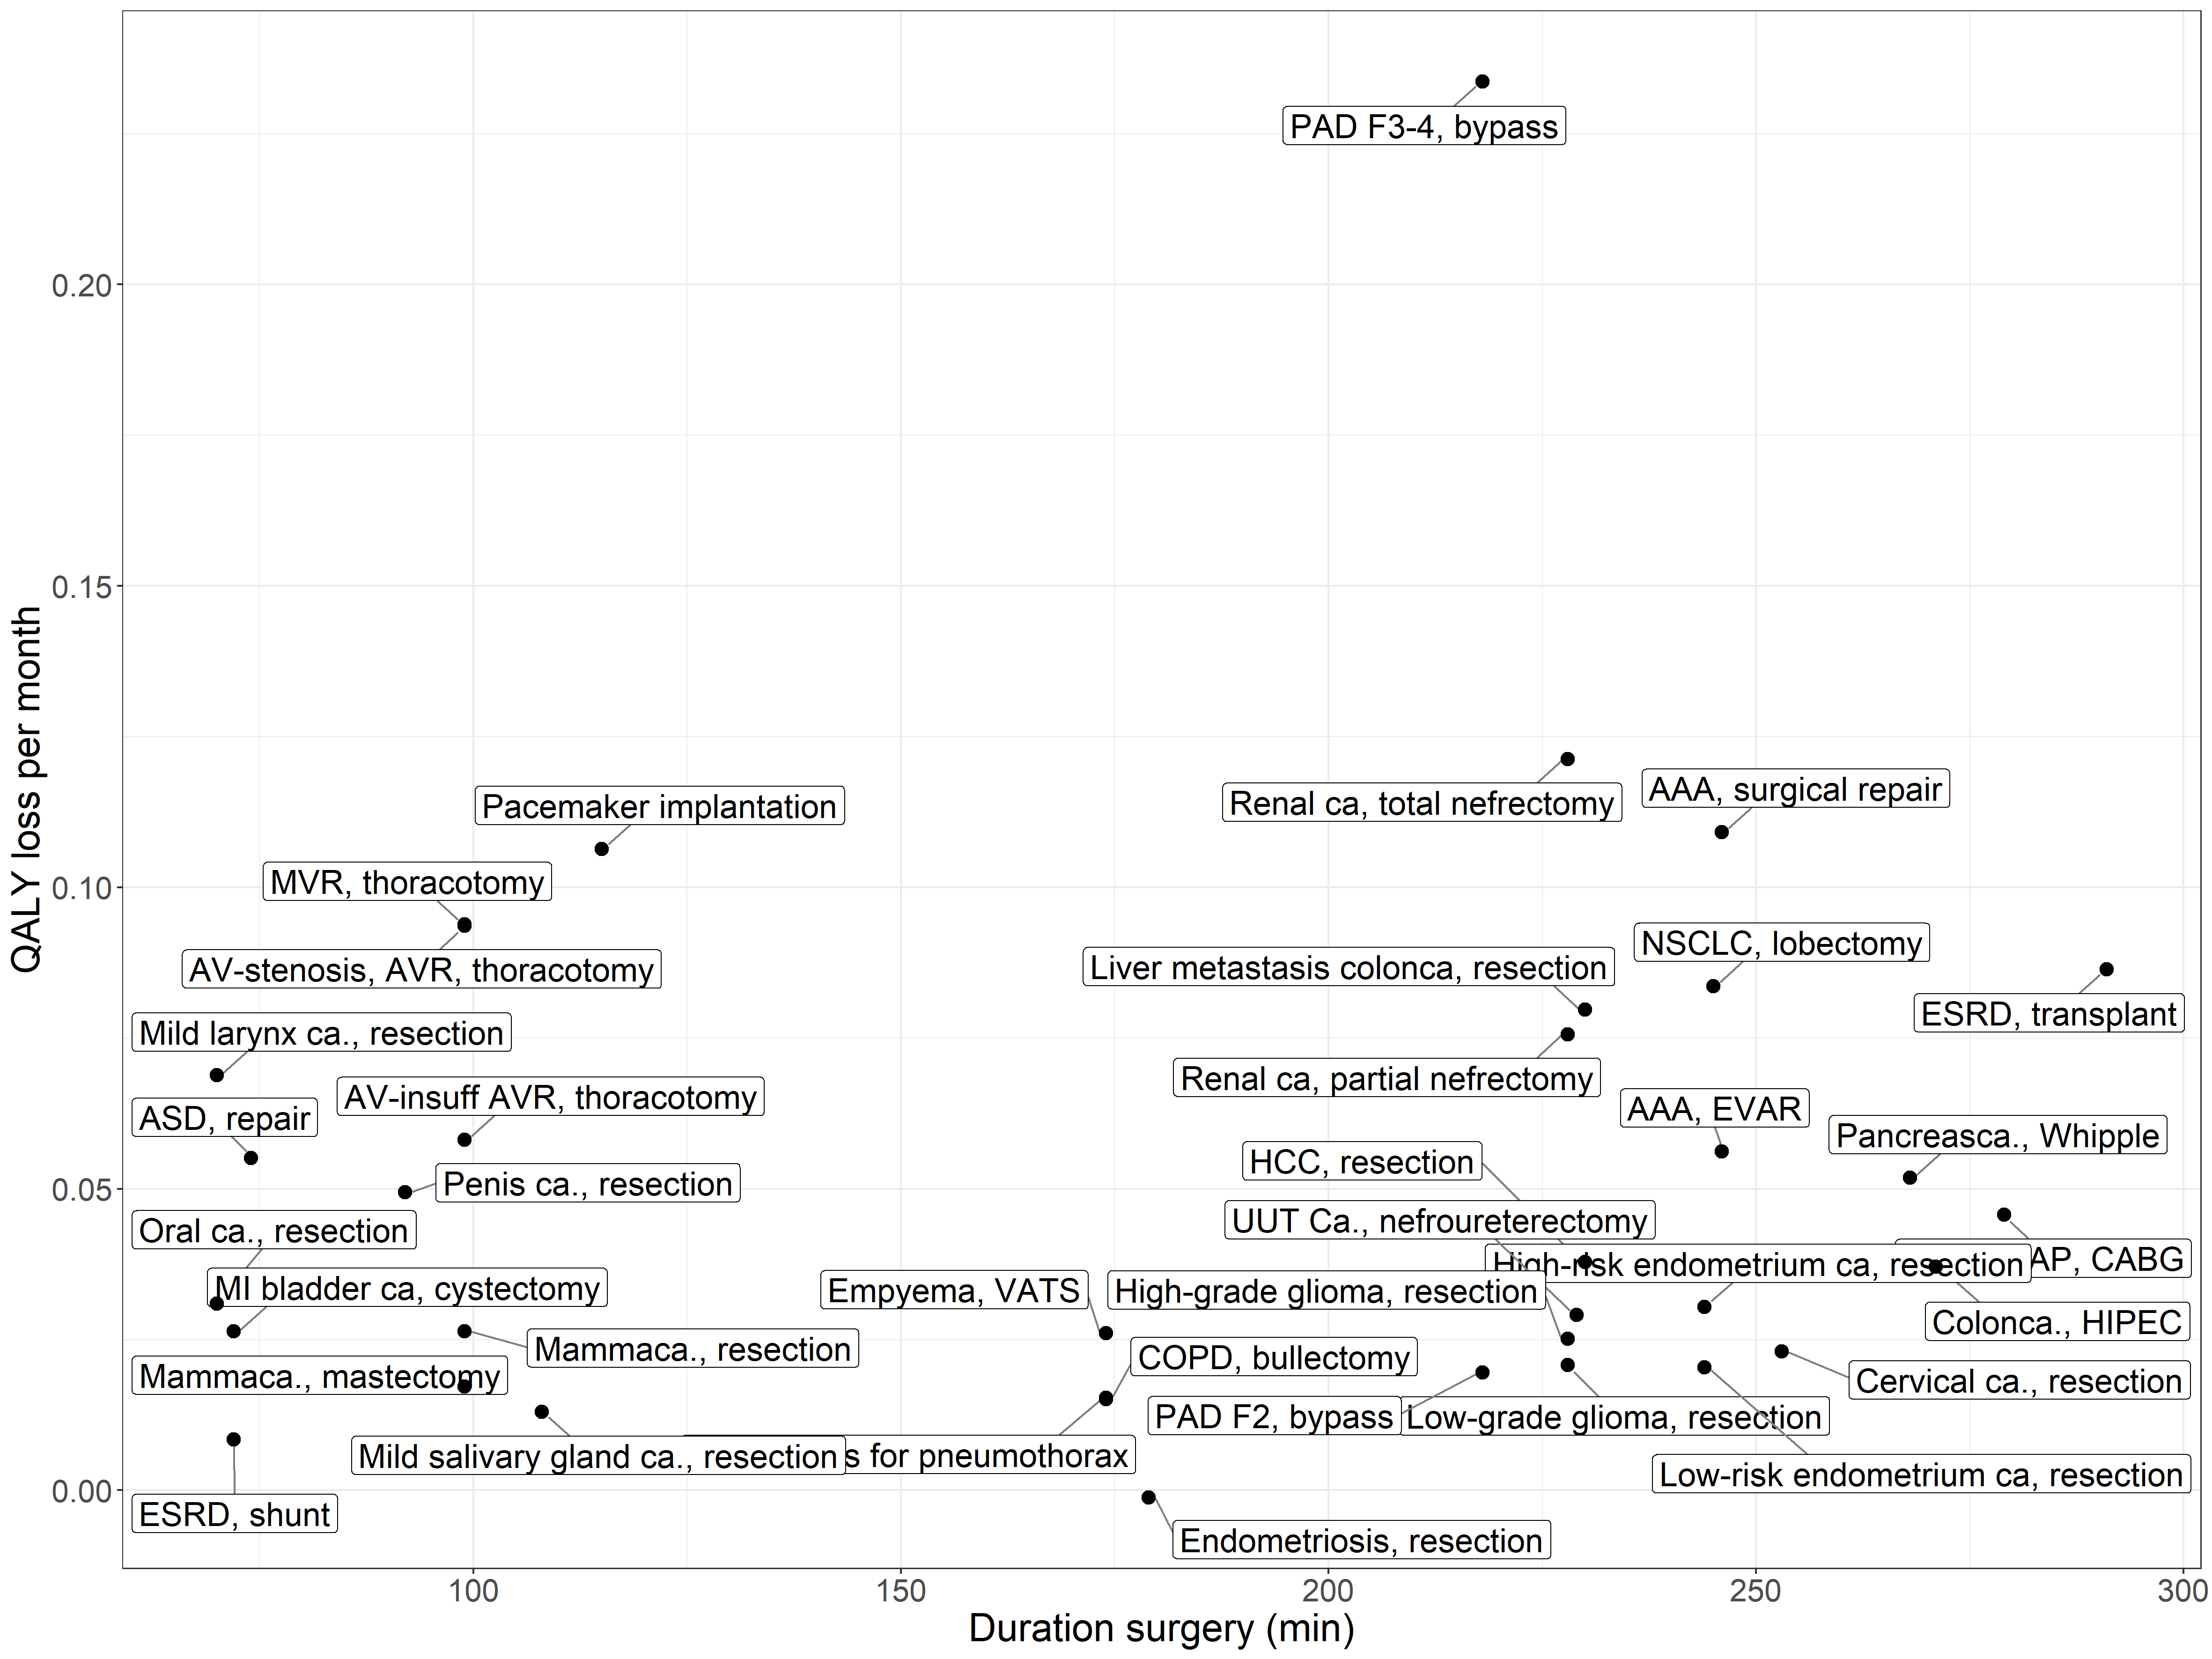 PAD F3-4, bypass
0.20
0.15
Renal ca, total nefrectomy
AAA, surgical repair
Pacemaker implantation
MVR, thoracotomy
0.10
AV-stenosis, AVR, thoracotomy
NSCLC, lobectomy
Liver metastasis colonca, resection
ESRD, transplant
Mild larynx ca., resection
Renal ca, partial nefrectomy
AV-insuff AVR, thoracotomy
ASD, repair
AAA, EVAR
Pancreasca., Whipple
HCC, resection
Penis ca., resection
0.05
Oral ca., resection
UUT Ca., nefroureterectomy
High-risk endometrium ca, resection
AP, CABG
MI bladder ca, cystectomy
Empyema, VATS
High-grade glioma, resection
Colonca., HIPEC
Mammaca., resection
COPD, bullectomy
Mammaca., mastectomy
Cervical ca., resection
PAD F2, bypass
Low-grade glioma, resection
Mild salivary gland ca., resection
for pneumothorax
Low-risk endometrium ca, resection
0.00
ESRD, shunt
Endometriosis, resection
100
150
200
250
300
Duration surgery (min)
QALY loss per month